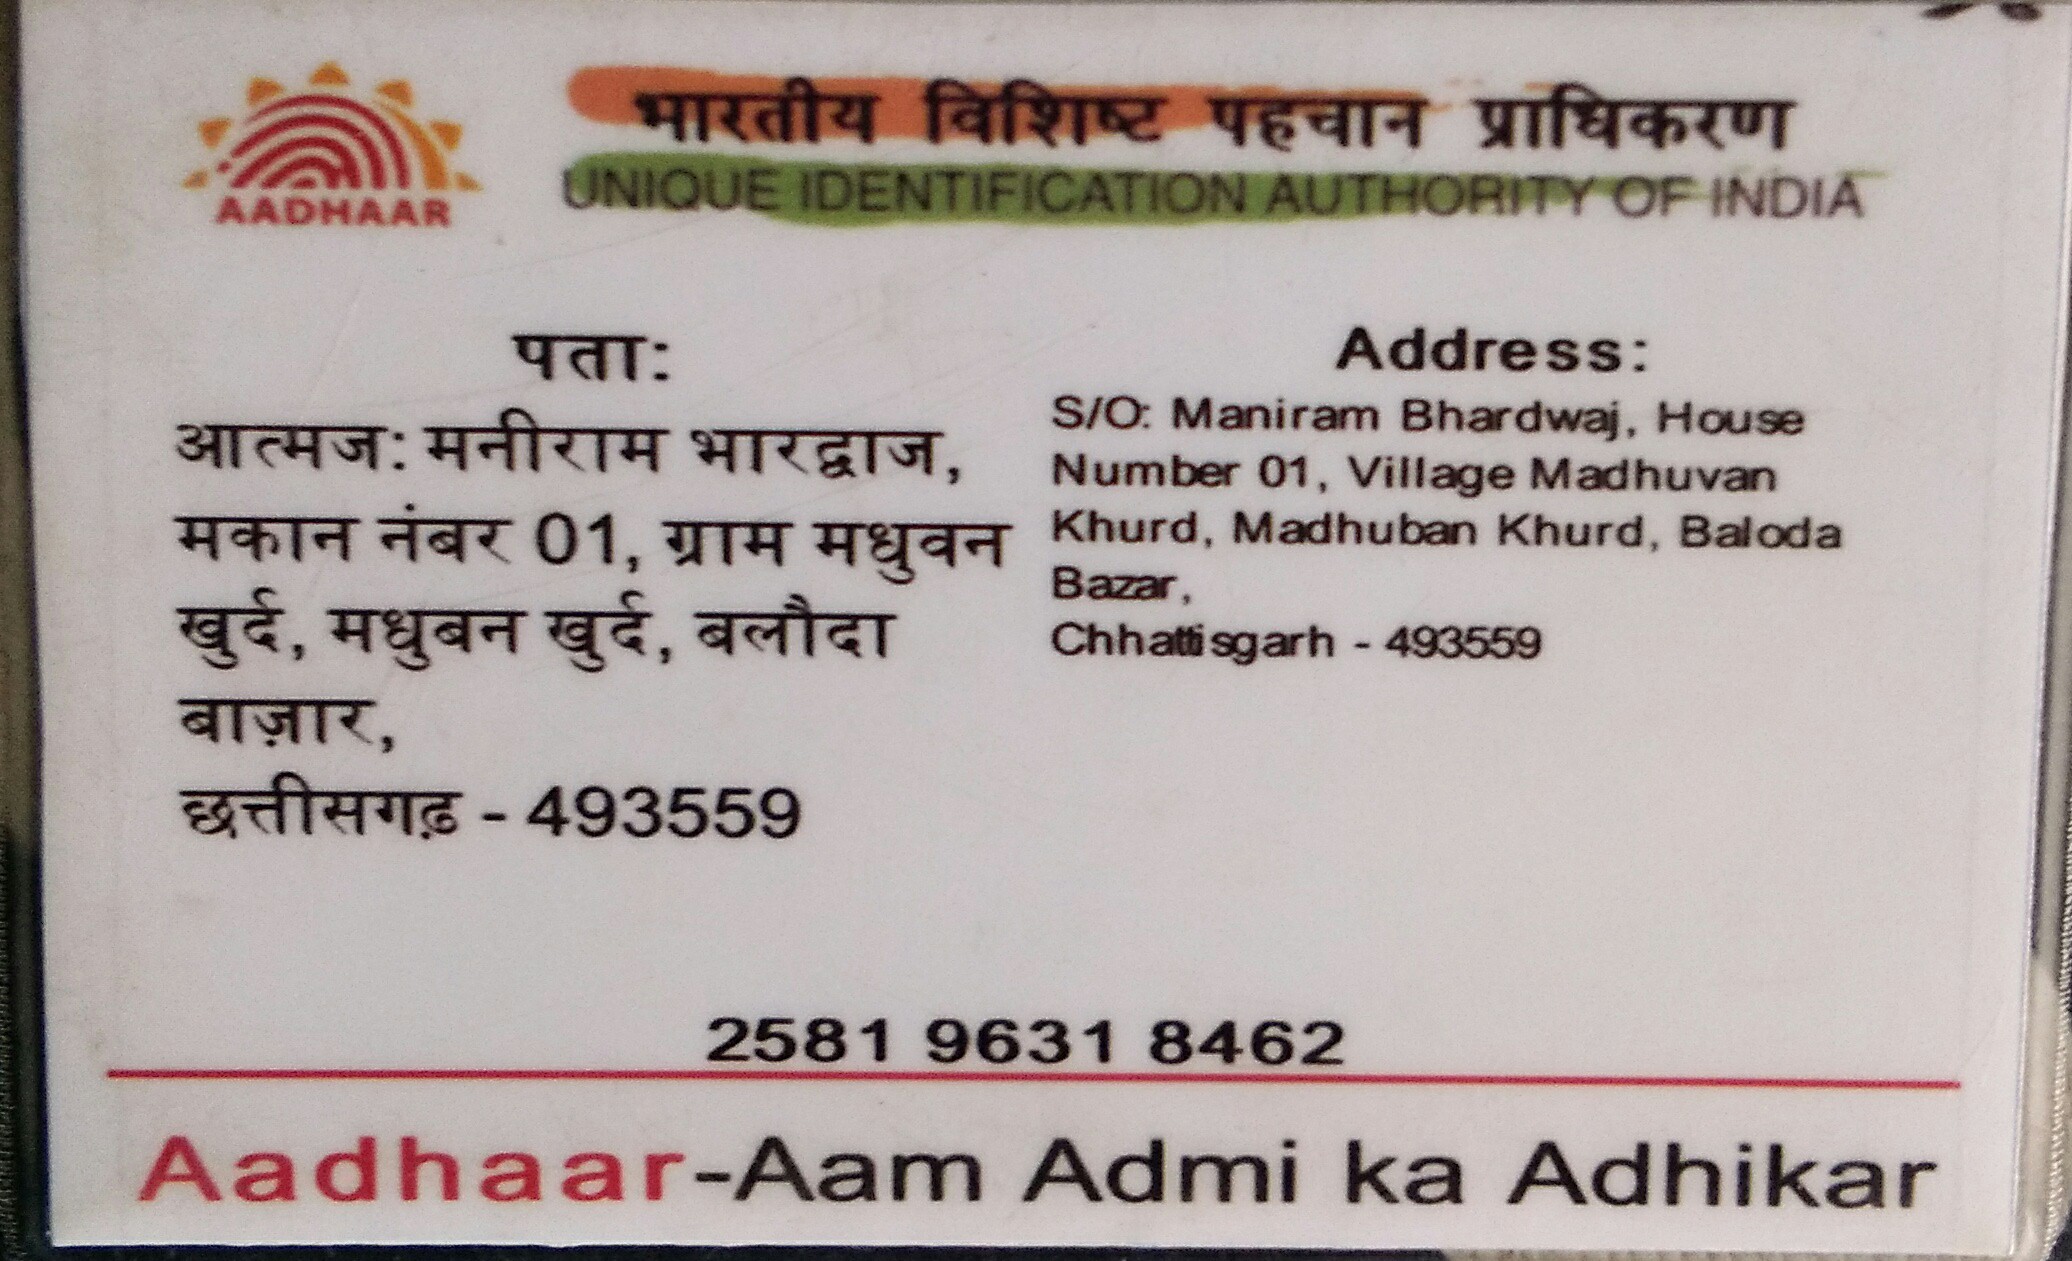 भारतीय विशिष्ट पहचान प्राधिकरण
UNIQUE IDENTIFICATION AUTHORITY OF INDIA
AADHAAR
पता:
आत्मज: मनीराम भारद्वाज,
मकान नंबर 01, ग्राम मधुवन
खुर्द, मधुबन खुर्द, बलौदा
बाज़ार,
छत्तीसगढ़ - 493559
Address:
S/O: Maniram Bhardwaj, House
Number 01, Village Madhuvan
Khurd, Madhuban Khurd, Baloda
Bazar,
Chhattisgarh - 493559
2581 9631 8462
Aadhaar-Aam Admi ka Adhikar